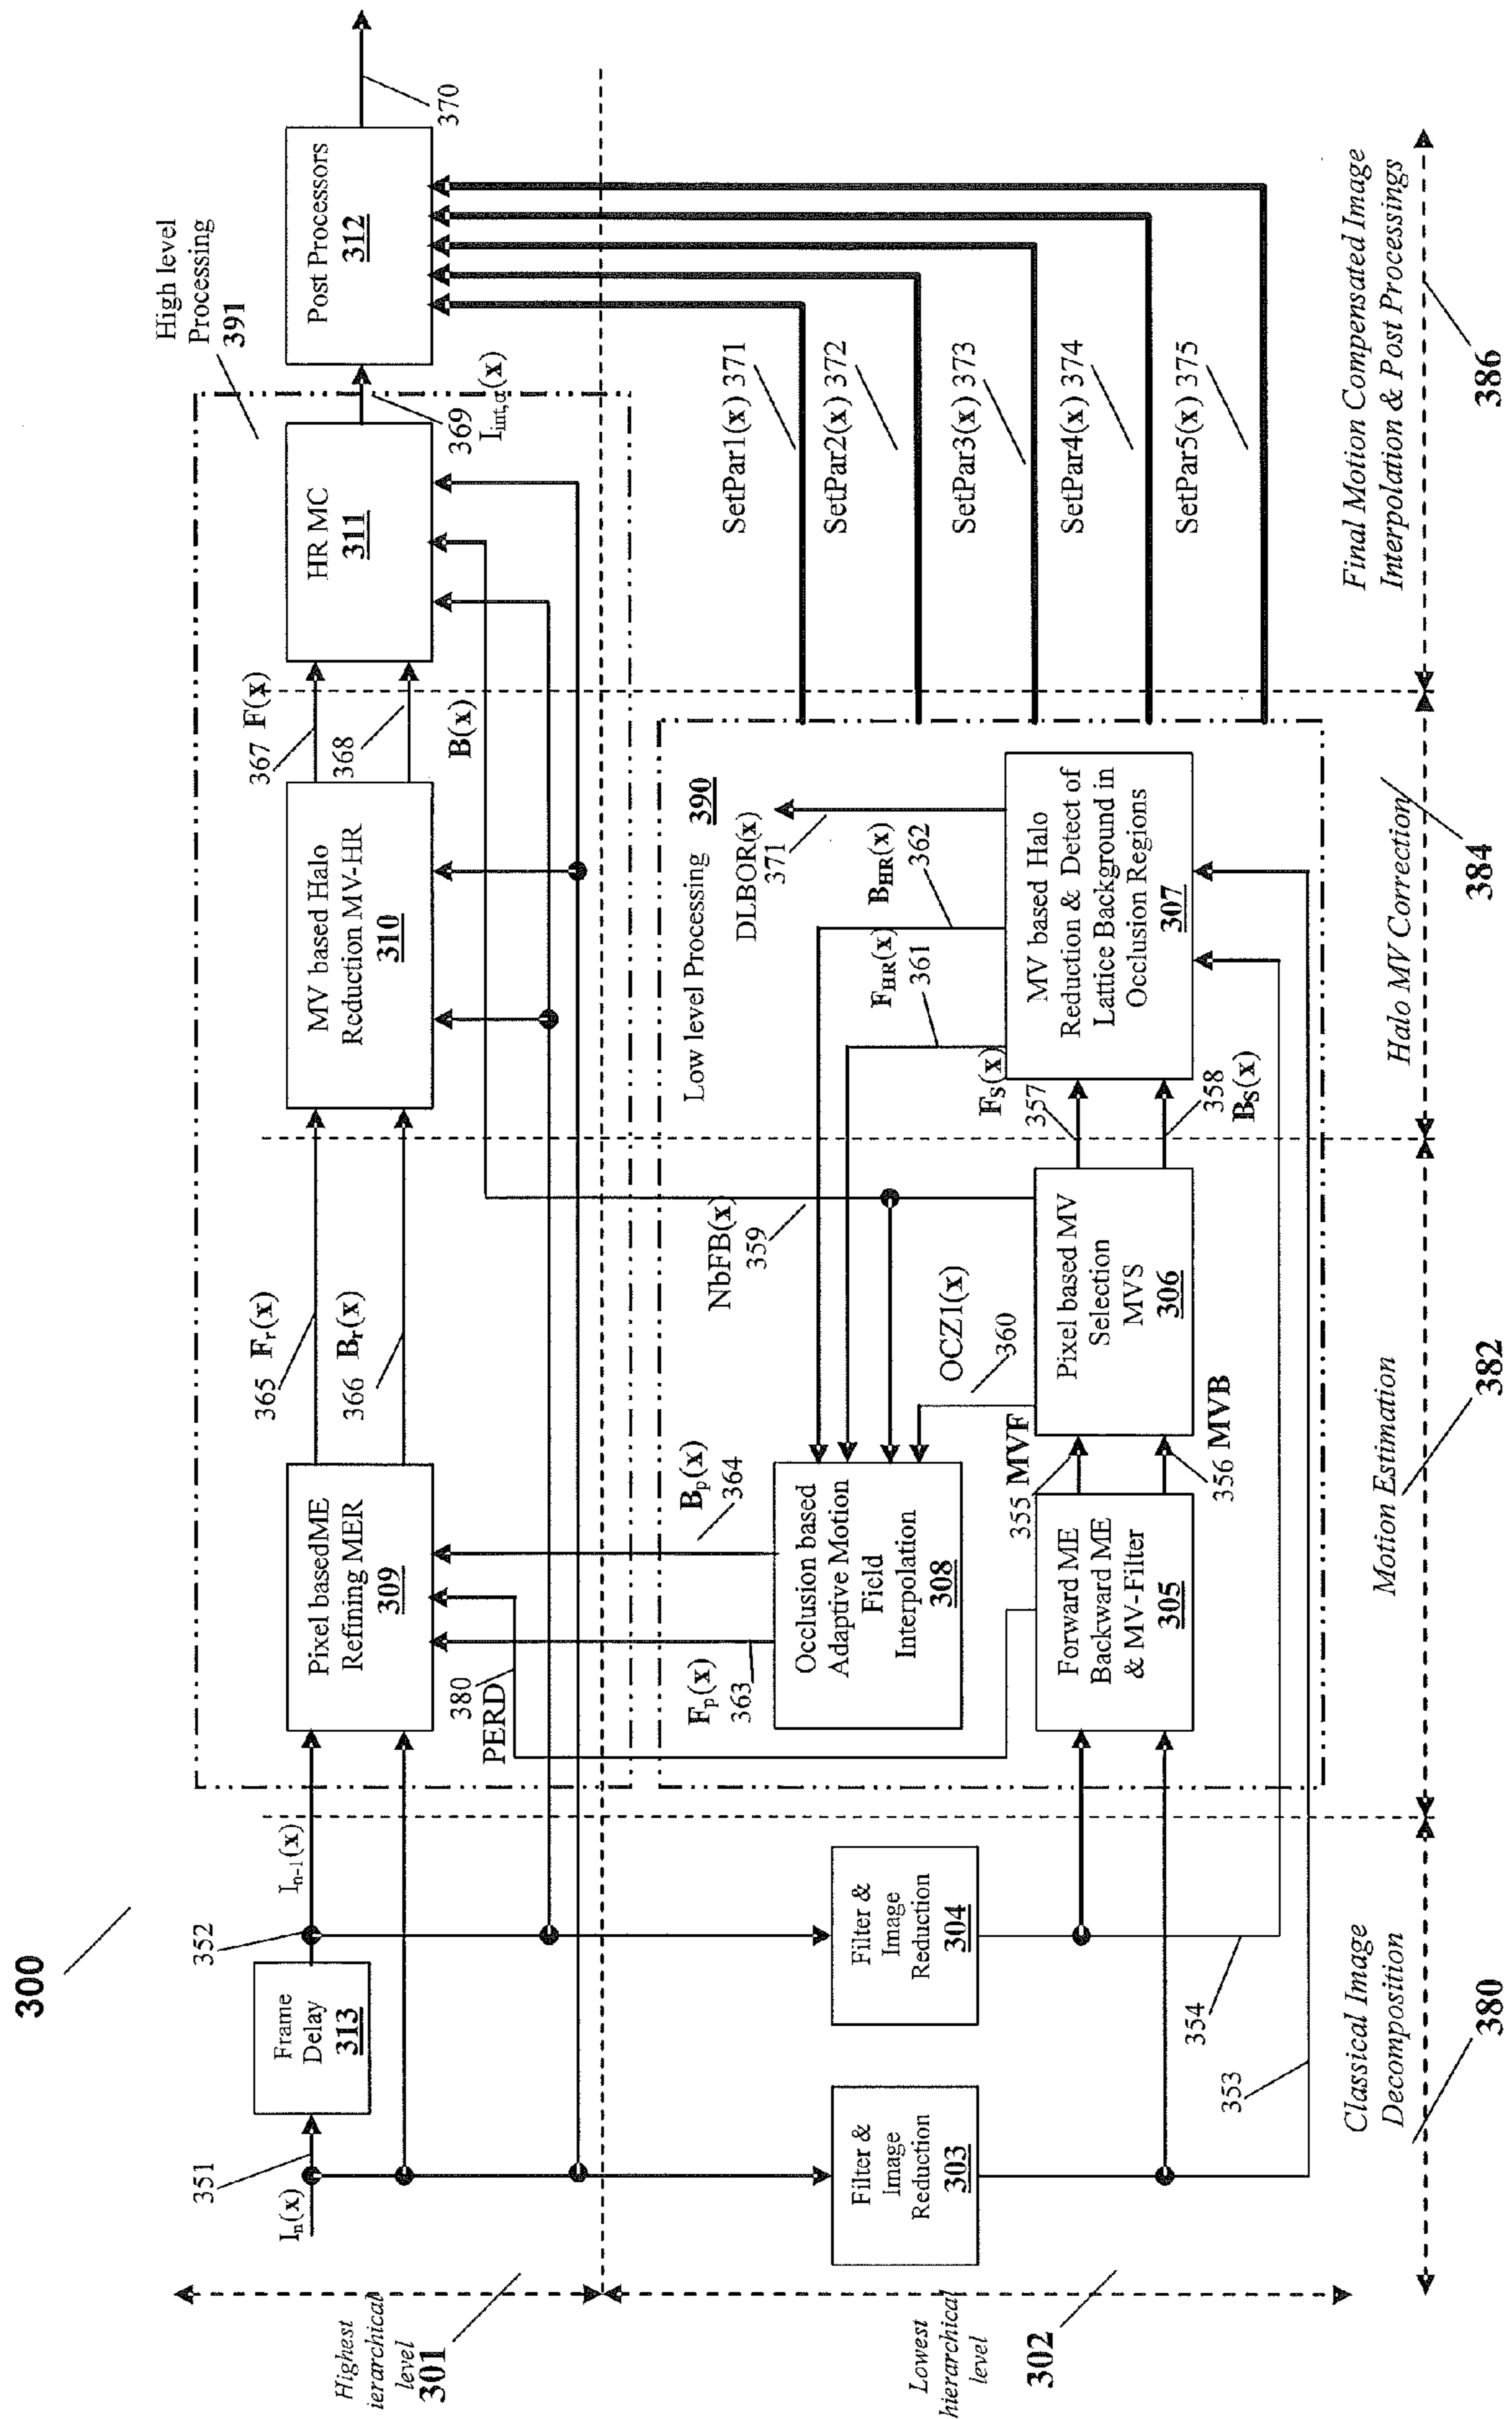 300
High level
Processing
391
I_n(x)
351
Frame
Delay
313
352
I_{n-1}(x)
Pixel basedME
Refining MER
309
365 F_r(x)
366 B_r(x)
MV based Halo
Reduction MV-HR
310
367 F(x)
368
B(x)
HR MC
311
369
I_{int,α}(x)
Post Processors
312
370
380
PERD
Highest
ierarchical
level
301
Lowest
hierarchical
level
302
Filter &
Image
Reduction
303
Filter &
Image
Reduction
304
353
354
Low level Processing 390
F_p(x)
363
B_p(x)
364
Occlusion based
Adaptive Motion
Field
Interpolation
308
NbFB(x)
359
OCZ1(x)
360
F_HR(x)
361
B_HR(x)
362
DLBOR(x)
371
Forward ME
Backward ME
& MV-Filter
305
355 MVF
356 MVB
Pixel based MV
Selection
MVS
306
F_S(x)
357
358
B_S(x)
MV based Halo
Reduction & Detect of
Lattice Background in
Occlusion Regions
307
SetPar1(x) 371
SetPar2(x) 372
SetPar3(x) 373
SetPar4(x) 374
SetPar5(x) 375
Classical Image
Decomposition
380
Motion Estimation
382
Halo MV Correction
384
Final Motion Compensated Image
Interpolation & Post Processings
386